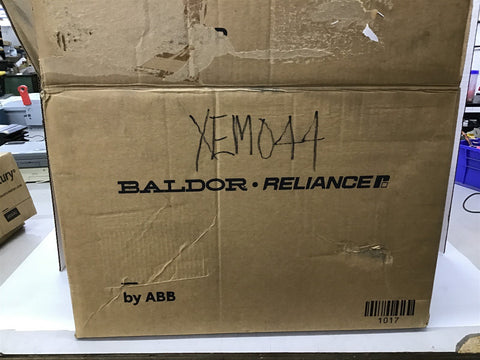 XEM044
BALDOR · RELIANCE
by ABB
1017